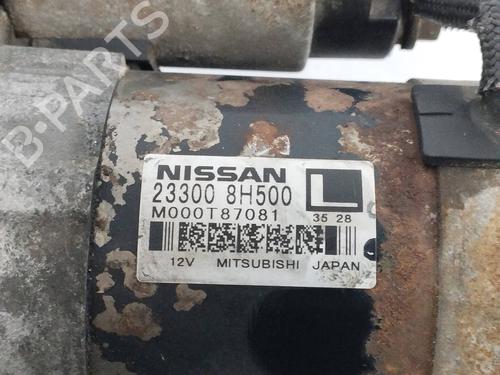 B-PARTS
NISSAN
23300 8H500 L
M000T87081 35 28
12V MITSUBISHI JAPAN